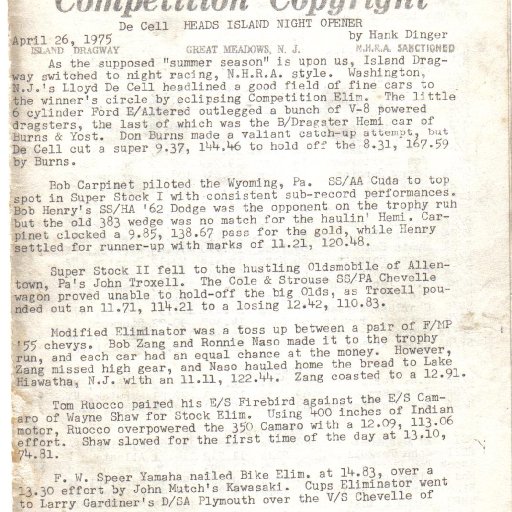 Competition Copyright
De Cell HEADS ISLAND NIGHT OPENER
April 26, 1975 by Hank Dinger
ISLAND DRAGWAY GREAT MEADOWS, N. J. N.H.R.A. SANCTIONED
As the supposed "summer season" is upon us, Island Drag-
way switched to night racing, N.H.R.A. style. Washington,
N.J.'s Lloyd De Cell headlined a good field of fine cars to
the winner's circle by eclipsing Competition Elim. The little
6 cylinder Ford E/Altered outlegged a bunch of V-8 powered
dragsters, the last of which was the B/Dragster Hemi car of
Burns & Yost. Don Burns made a valiant catch-up attempt, but
De Cell cut a super 9.37, 144.46 to hold off the 8.31, 167.59
by Burns.
Bob Carpinet piloted the Wyoming, Pa. SS/AA Cuda to top
spot in Super Stock I with consistent sub-record performances.
Bob Henry's SS/HA '62 Dodge was the opponent on the trophy run
but the old 383 wedge was no match for the haulin' Hemi. Car-
pinet clocked a 9.85, 138.67 pass for the gold, while Henry
settled for runner-up with marks of 11.21, 120.48.
Super Stock II fell to the hustling Oldsmobile of Allen-
town, Pa's John Troxell. The Cole & Strouse SS/PA Chevelle
wagon proved unable to hold-off the big Olds, as Troxell pou-
nded out an 11.71, 114.21 to a losing 12.42, 110.83.
Modified Eliminator was a toss up between a pair of F/MP
'55 chevys. Bob Zang and Ronnie Naso made it to the trophy
run, and each car had an equal chance at the money. However,
Zang missed high gear, and Naso hauled home the bread to Lake
Hiawatha, N.J. with an 11.11, 122.44. Zang coasted to a 12.91.
Tom Ruocco paired his E/S Firebird against the E/S Cam-
aro of Wayne Shaw for Stock Elim. Using 400 inches of Indian
motor, Ruocco overpowered the 350 Camaro with a 12.09, 113.06
effort. Shaw slowed for the first time of the day at 13.10,
74.81.
F. W. Speer Yamaha nailed Bike Elim. at 14.83, over a
13.30 effort by John Mutch's Kawasaki. Cups Eliminator went
to Larry Gardiner's D/SA Plymouth over the V/S Chevelle of